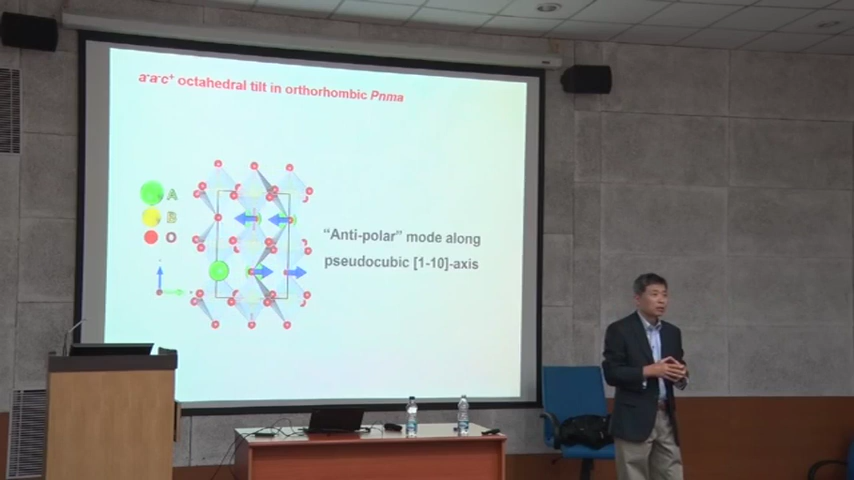 a⁻a⁻c⁺ octahedral tilt in orthorhombic Pnma
A
B
O
“Anti-polar” mode along
pseudocubic [1-10]-axis